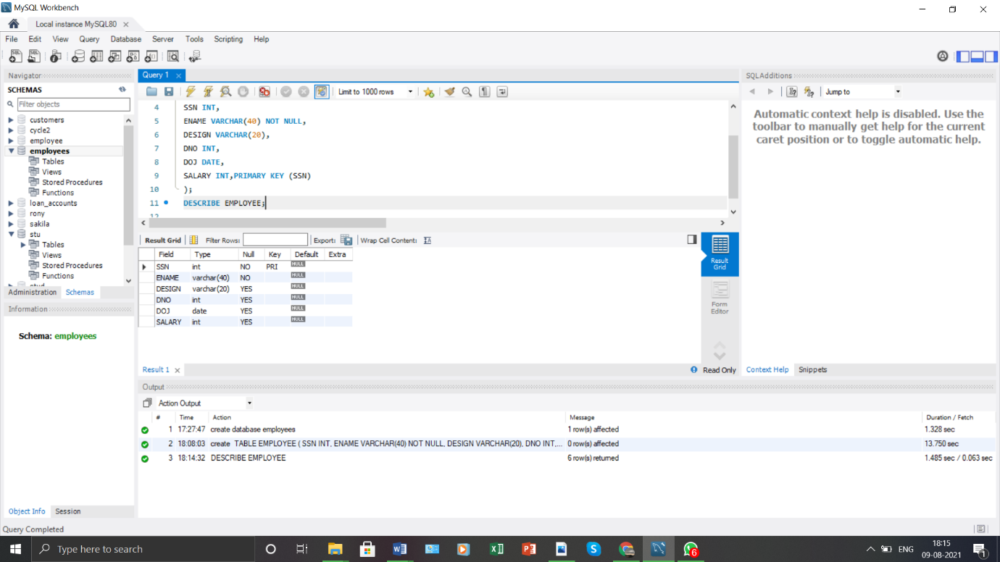 MySQL Workbench
Local instance MySQL80
File Edit View Query Database Server Tools Scripting Help
Navigator
SCHEMAS
Filter objects
customers
cycle2
employee
employees
Tables
Views
Stored Procedures
Functions
loan_accounts
rony
sakila
stu
Tables
Views
Stored Procedures
Functions
Administration Schemas
Information
Schema: employees
Object Info Session
Query Completed
Query 1
Limit to 1000 rows
4 SSN INT,
5 ENAME VARCHAR(40) NOT NULL,
6 DESIGN VARCHAR(20),
7 DNO INT,
8 DOJ DATE,
9 SALARY INT,PRIMARY KEY (SSN)
10 );
11 DESCRIBE EMPLOYEE;
12
Result Grid Filter Rows: Export: Wrap Cell Content:
Field Type Null Key Default Extra
SSN int NO PRI NULL
ENAME varchar(40) NO NULL
DESIGN varchar(20) YES NULL
DNO int YES NULL
DOJ date YES NULL
SALARY int YES NULL
Result
Grid
Form
Editor
Result 1 Read Only
SQLAdditions
Jump to
Automatic context help is disabled. Use the
toolbar to manually get help for the current
caret position or to toggle automatic help.
Context Help Snippets
Output
Action Output
# Time Action Message Duration / Fetch
1 17:27:47 create database employees 1 row(s) affected 1.328 sec
2 18:08:03 create TABLE EMPLOYEE ( SSN INT, ENAME VARCHAR(40) NOT NULL, DESIGN VARCHAR(20), DNO INT,... 0 row(s) affected 13.750 sec
3 18:14:32 DESCRIBE EMPLOYEE 6 row(s) returned 1.485 sec / 0.063 sec
Type here to search
6
ENG
18:15
09-08-2021
1